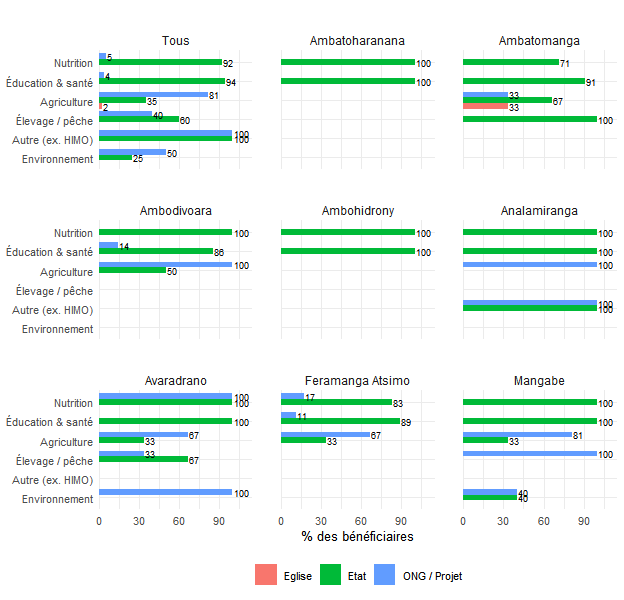 Tous
Ambatoharanana
Ambatomanga
Nutrition
5
92
100
71
Éducation & santé
4
94
100
91
Agriculture
81
35
2
33
67
33
Élevage / pêche
40
60
100
Autre (ex. HIMO)
100
100
Environnement
50
25
Ambodivoara
Ambohidrony
Analamiranga
Nutrition
100
100
100
Éducation & santé
14
86
100
100
Agriculture
100
50
100
Élevage / pêche
Autre (ex. HIMO)
100
100
Environnement
Avaradrano
Feramanga Atsimo
Mangabe
Nutrition
100
100
17
83
100
Éducation & santé
100
11
89
100
Agriculture
67
33
67
33
81
33
Élevage / pêche
33
67
100
Autre (ex. HIMO)
Environnement
100
40
40
0 30 60 90
0 30 60 90
0 30 60 90
% des bénéficiaires
Eglise Etat ONG / Projet